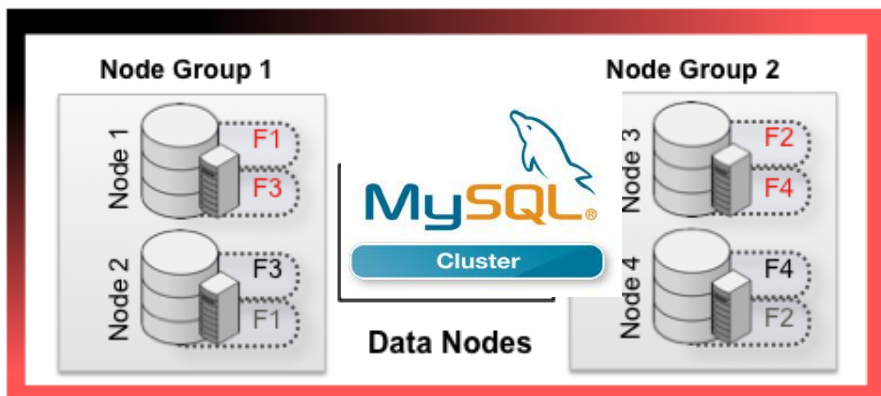 Node Group 1
Node 1
F1
F3
Node 2
F3
F1
MySQL®
Cluster
Data Nodes
Node Group 2
Node 3
F2
F4
Node 4
F4
F2